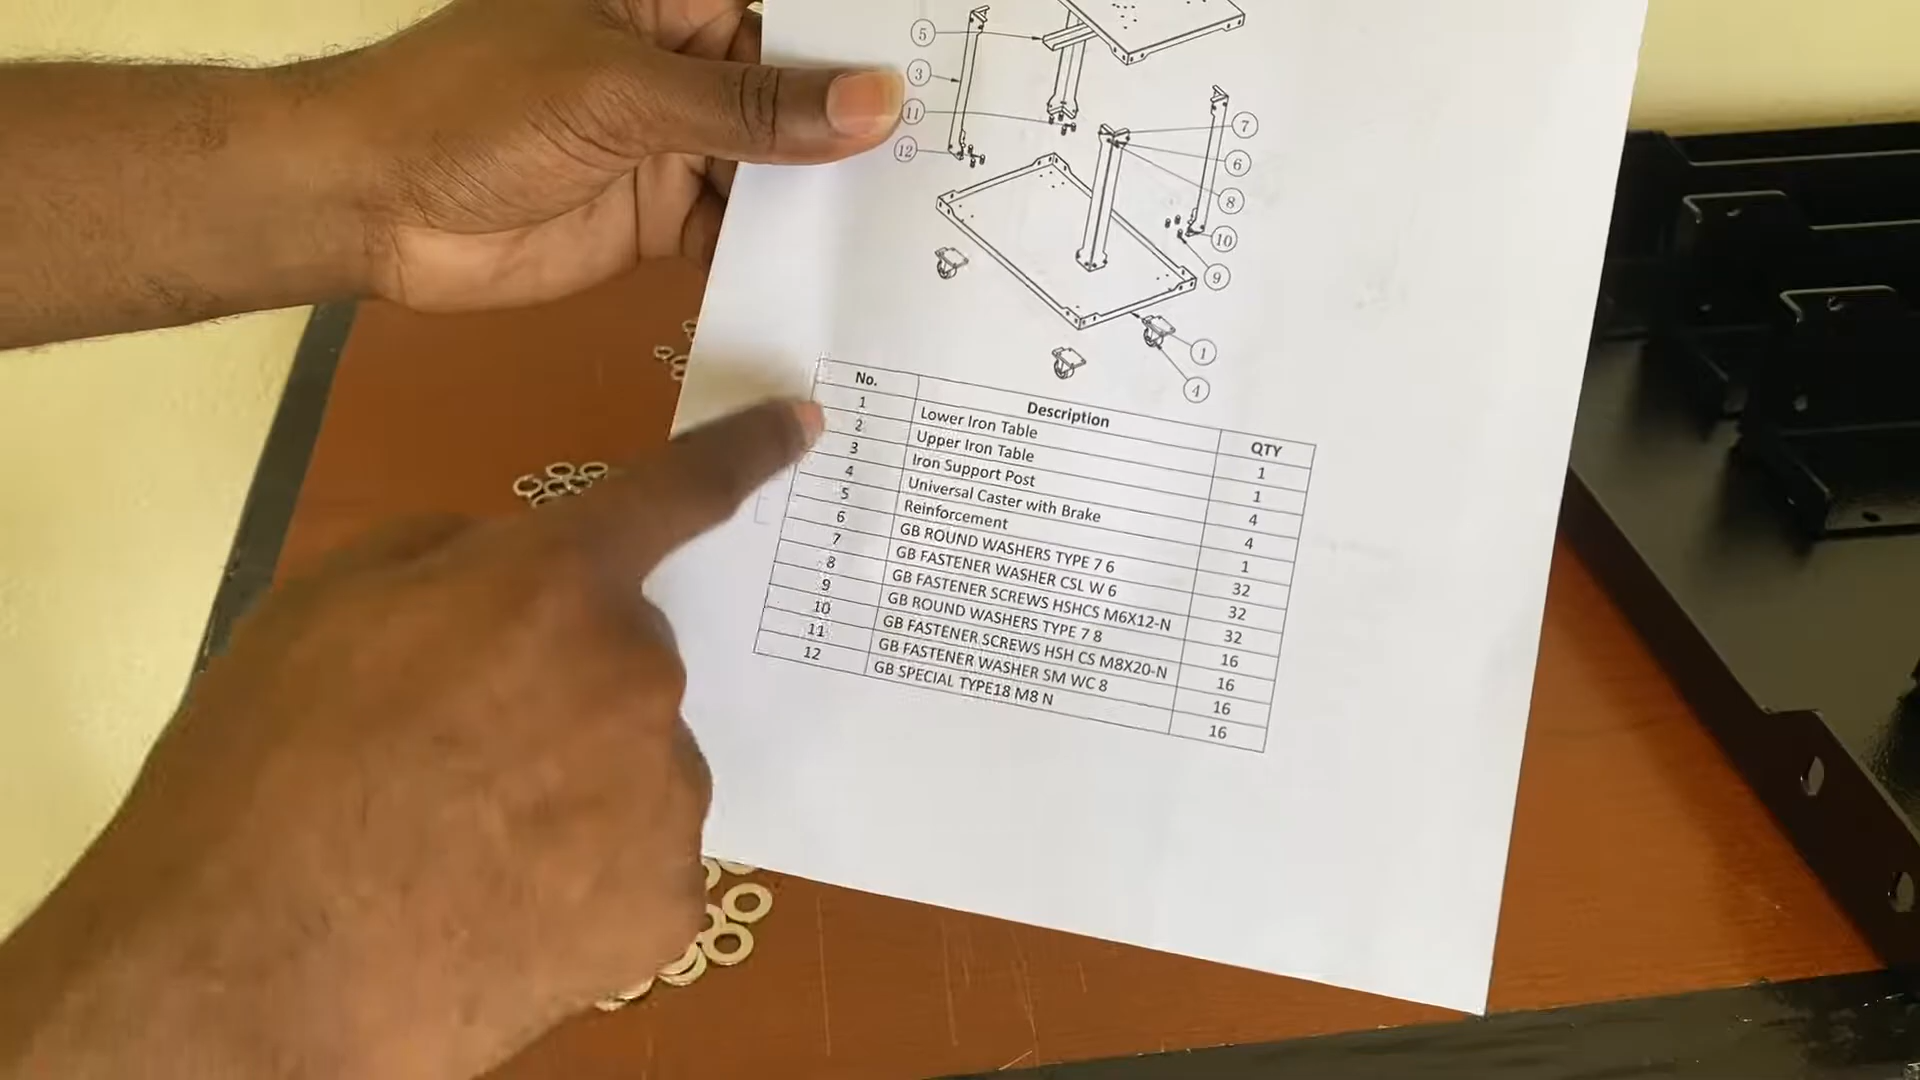 5
3
11
12
7
6
8
10
9
1
4
No. Description QTY
1 Lower Iron Table 1
2 Upper Iron Table 1
3 Iron Support Post 4
4 Universal Caster with Brake 4
5 Reinforcement 1
6 GB ROUND WASHERS TYPE 7 6 32
7 GB FASTENER WASHER CSL W 6 32
8 GB FASTENER SCREWS HSHCS M6X12-N 32
9 GB ROUND WASHERS TYPE 7 8 16
10 GB FASTENER SCREWS HSH CS M8X20-N 16
11 GB FASTENER WASHER SM WC 8 16
12 GB SPECIAL TYPE18 M8 N 16